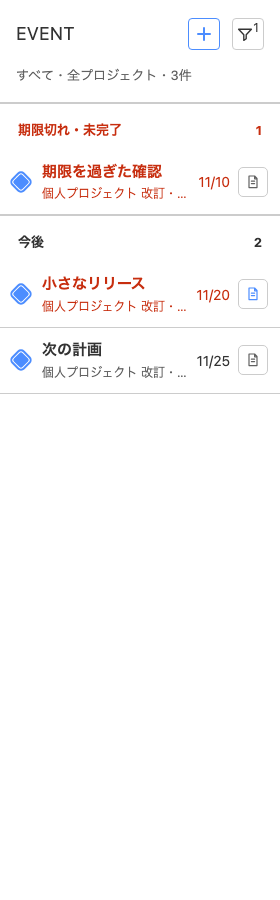 EVENT
1
すべて・全プロジェクト・3件
期限切れ・未完了 1
期限を過ぎた確認
11/10
個人プロジェクト 改訂・...
今後 2
小さなリリース
11/20
個人プロジェクト 改訂・...
次の計画
11/25
個人プロジェクト 改訂・...